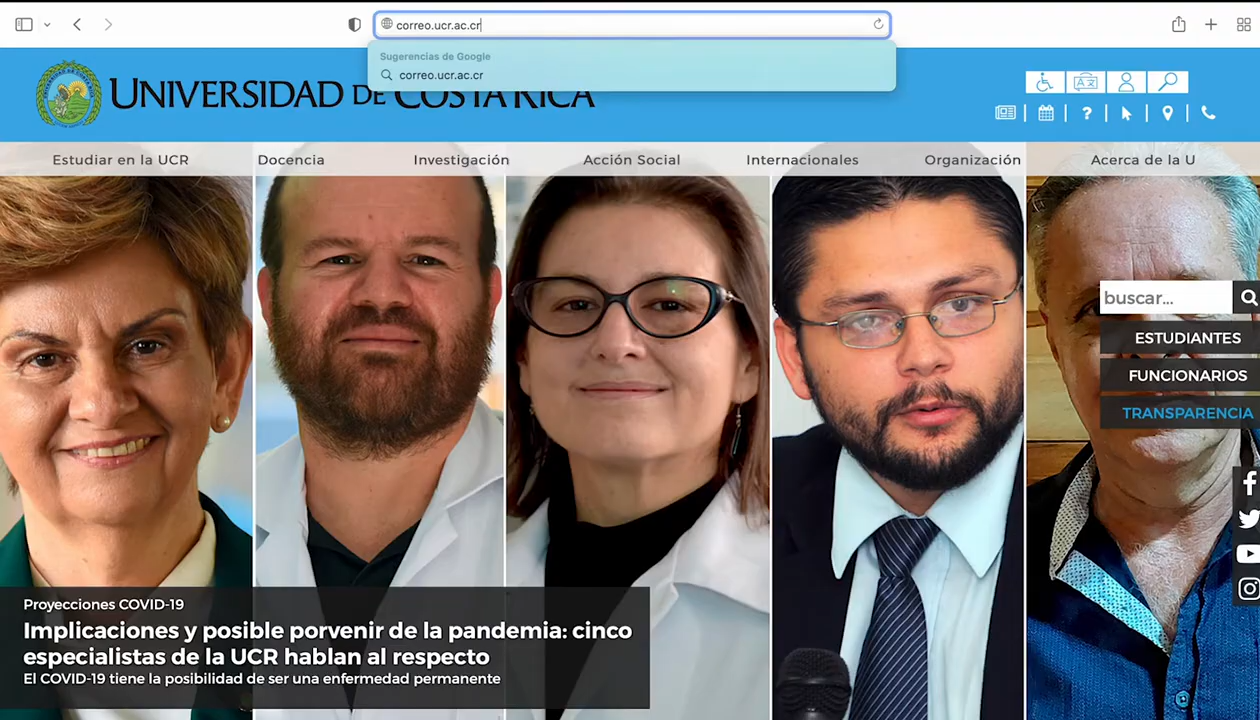 correo.ucr.ac.cr
Sugerencias de Google
correo.ucr.ac.cr
UNIVERSIDAD DE COSTA RICA
Estudiar en la UCR
Docencia
Investigación
Acción Social
Internacionales
Organización
Acerca de la U
buscar...
ESTUDIANTES
FUNCIONARIOS
TRANSPARENCIA
Proyecciones COVID-19
Implicaciones y posible porvenir de la pandemia: cinco
especialistas de la UCR hablan al respecto
El COVID-19 tiene la posibilidad de ser una enfermedad permanente